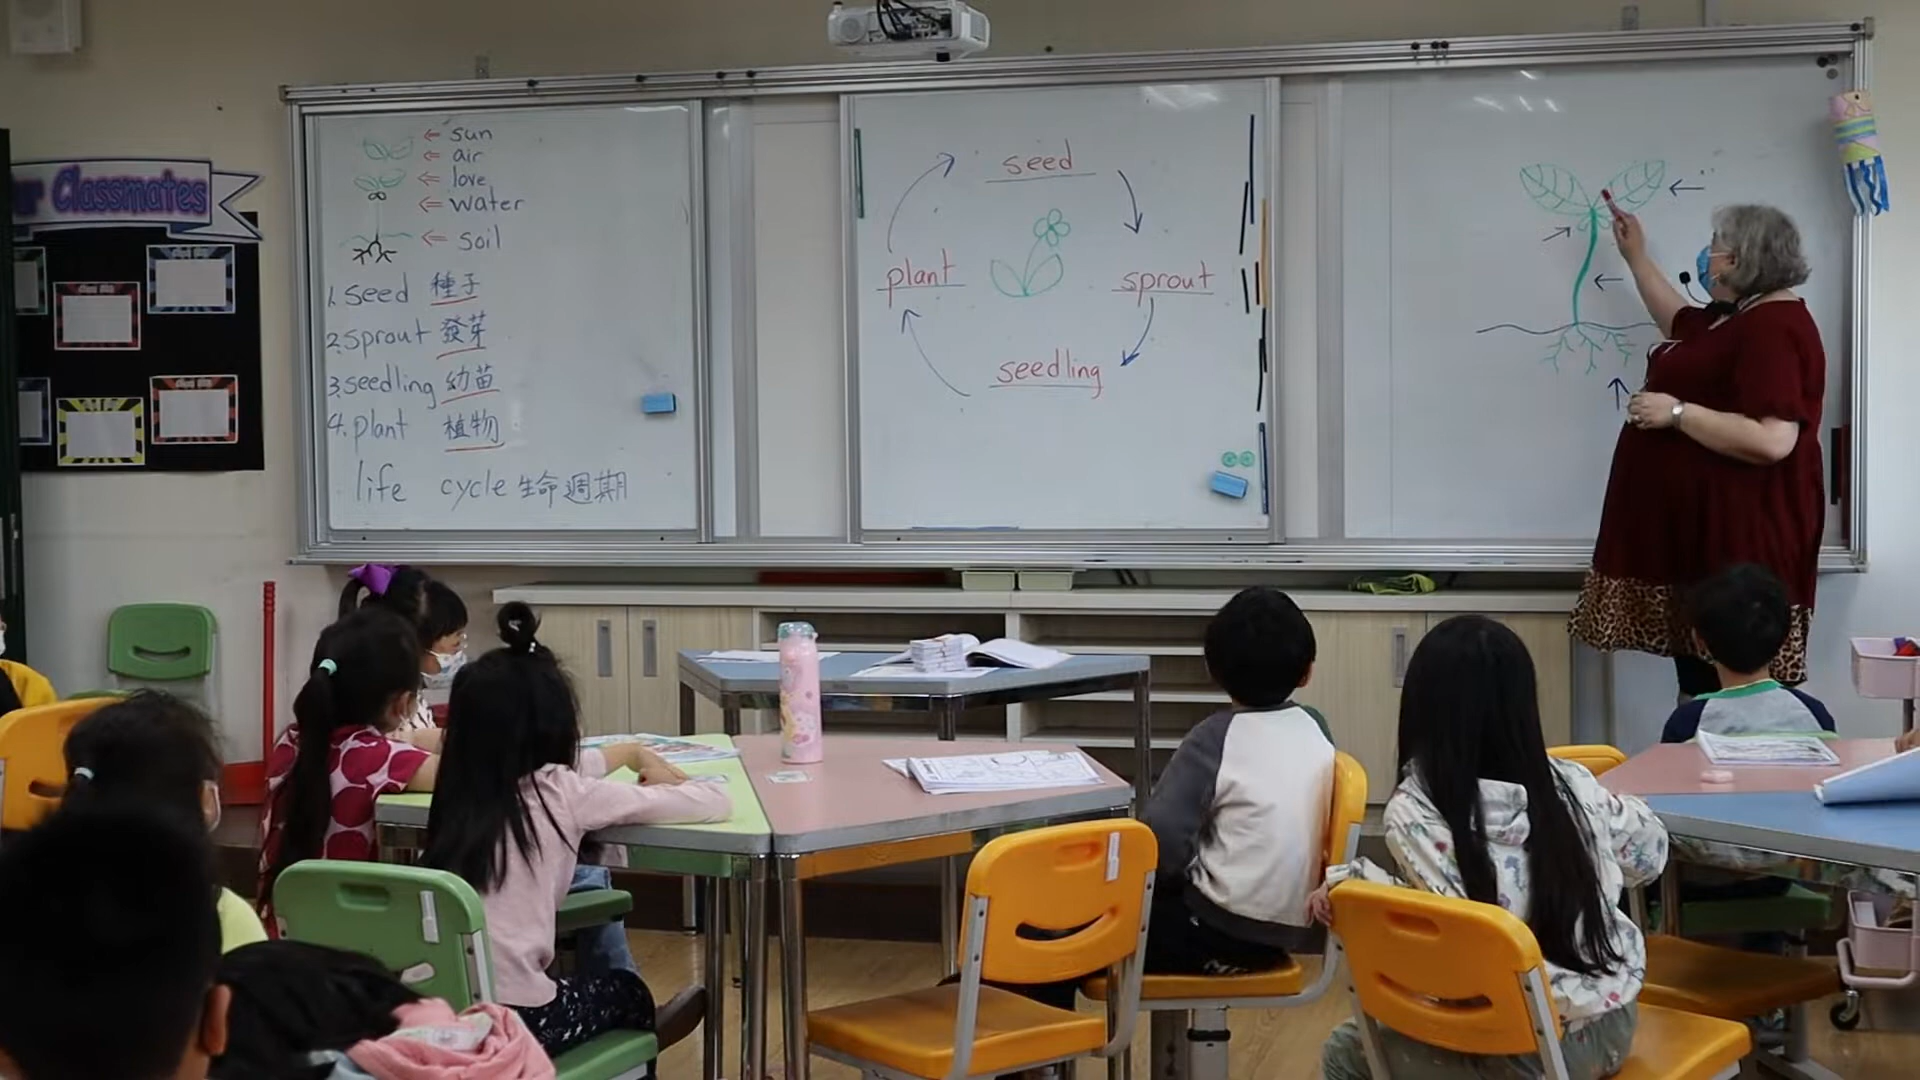 Classmates
sun
air
love
water
soil
1. seed 種子
2. sprout 發芽
3. seedling 幼苗
4. plant 植物
life cycle 生命週期
seed
plant
sprout
seedling